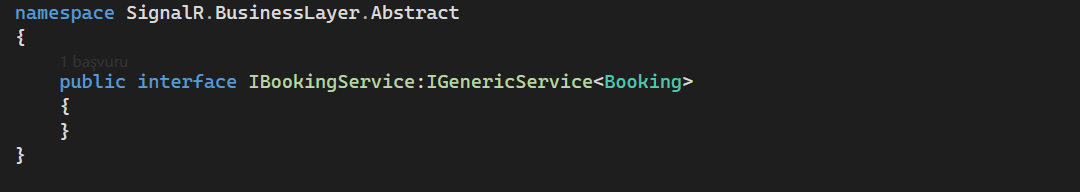 namespace SignalR.BusinessLayer.Abstract
{
1 başvuru
public interface IBookingService:IGenericService<Booking>
{
}
}